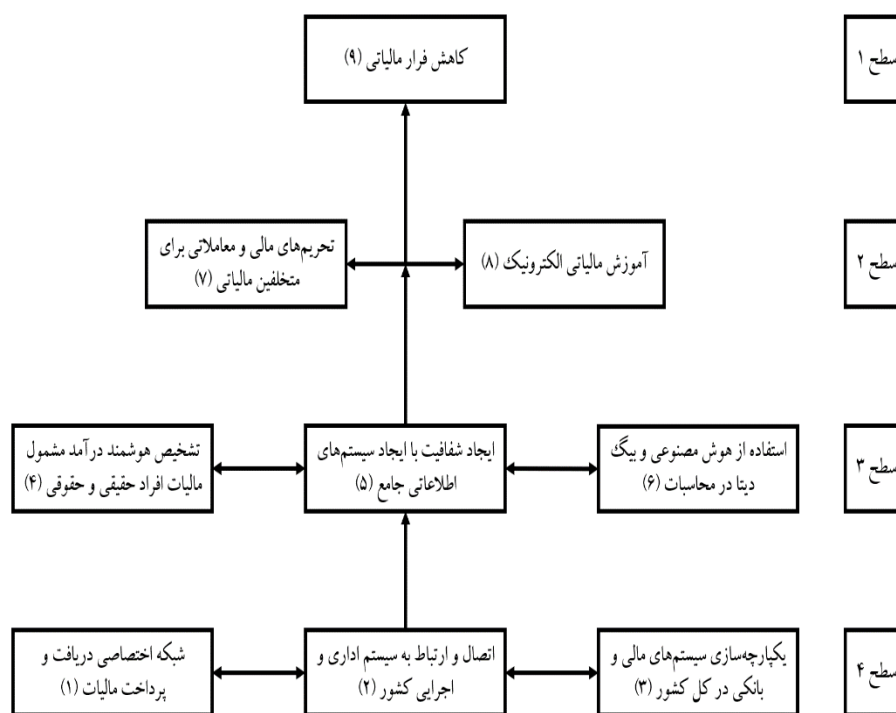 کاهش فرار مالیاتی (۹)
سطح ۱
آموزش مالیاتی الکترونیک (۸)
تحریم‌های مالی و معاملاتی برای
متخلفین مالیاتی (۷)
سطح ۲
استفاده از هوش مصنوعی و بیگ
دیتا در محاسبات (۶)
ایجاد شفافیت با ایجاد سیستم‌های
اطلاعاتی جامع (۵)
تشخیص هوشمند درآمد مشمول
مالیات افراد حقیقی و حقوقی (۴)
سطح ۳
یکپارچه‌سازی سیستم‌های مالی و
بانکی در کل کشور (۳)
اتصال و ارتباط به سیستم اداری و
اجرایی کشور (۲)
شبکه اختصاصی دریافت و
پرداخت مالیات (۱)
سطح ۴